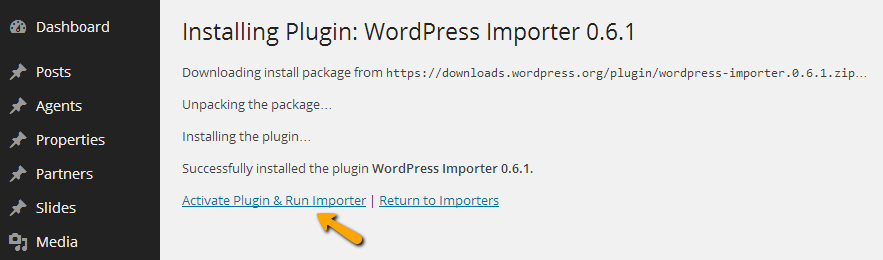 Dashboard
Posts
Agents
Properties
Partners
Slides
Media
Installing Plugin: WordPress Importer 0.6.1
Downloading install package from https://downloads.wordpress.org/plugin/wordpress-importer.0.6.1.zip…
Unpacking the package…
Installing the plugin…
Successfully installed the plugin WordPress Importer 0.6.1.
Activate Plugin & Run Importer | Return to Importers